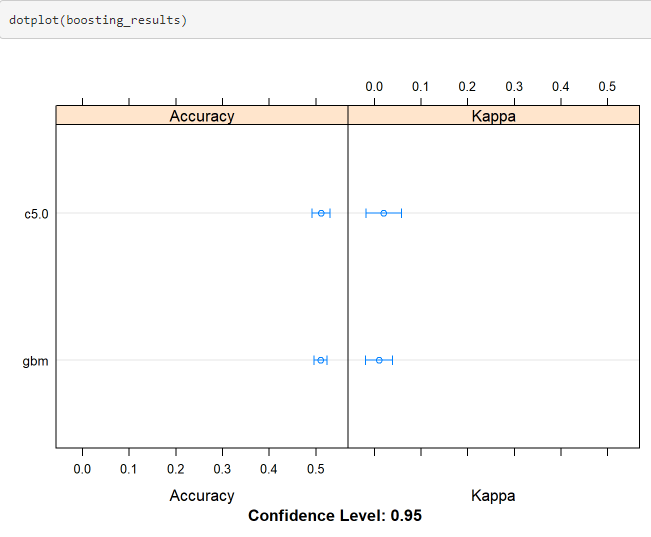 dotplot(boosting_results)
0.0 0.1 0.2 0.3 0.4 0.5
Accuracy Kappa
c5.0
gbm
0.0 0.1 0.2 0.3 0.4 0.5
Accuracy Kappa
Confidence Level: 0.95